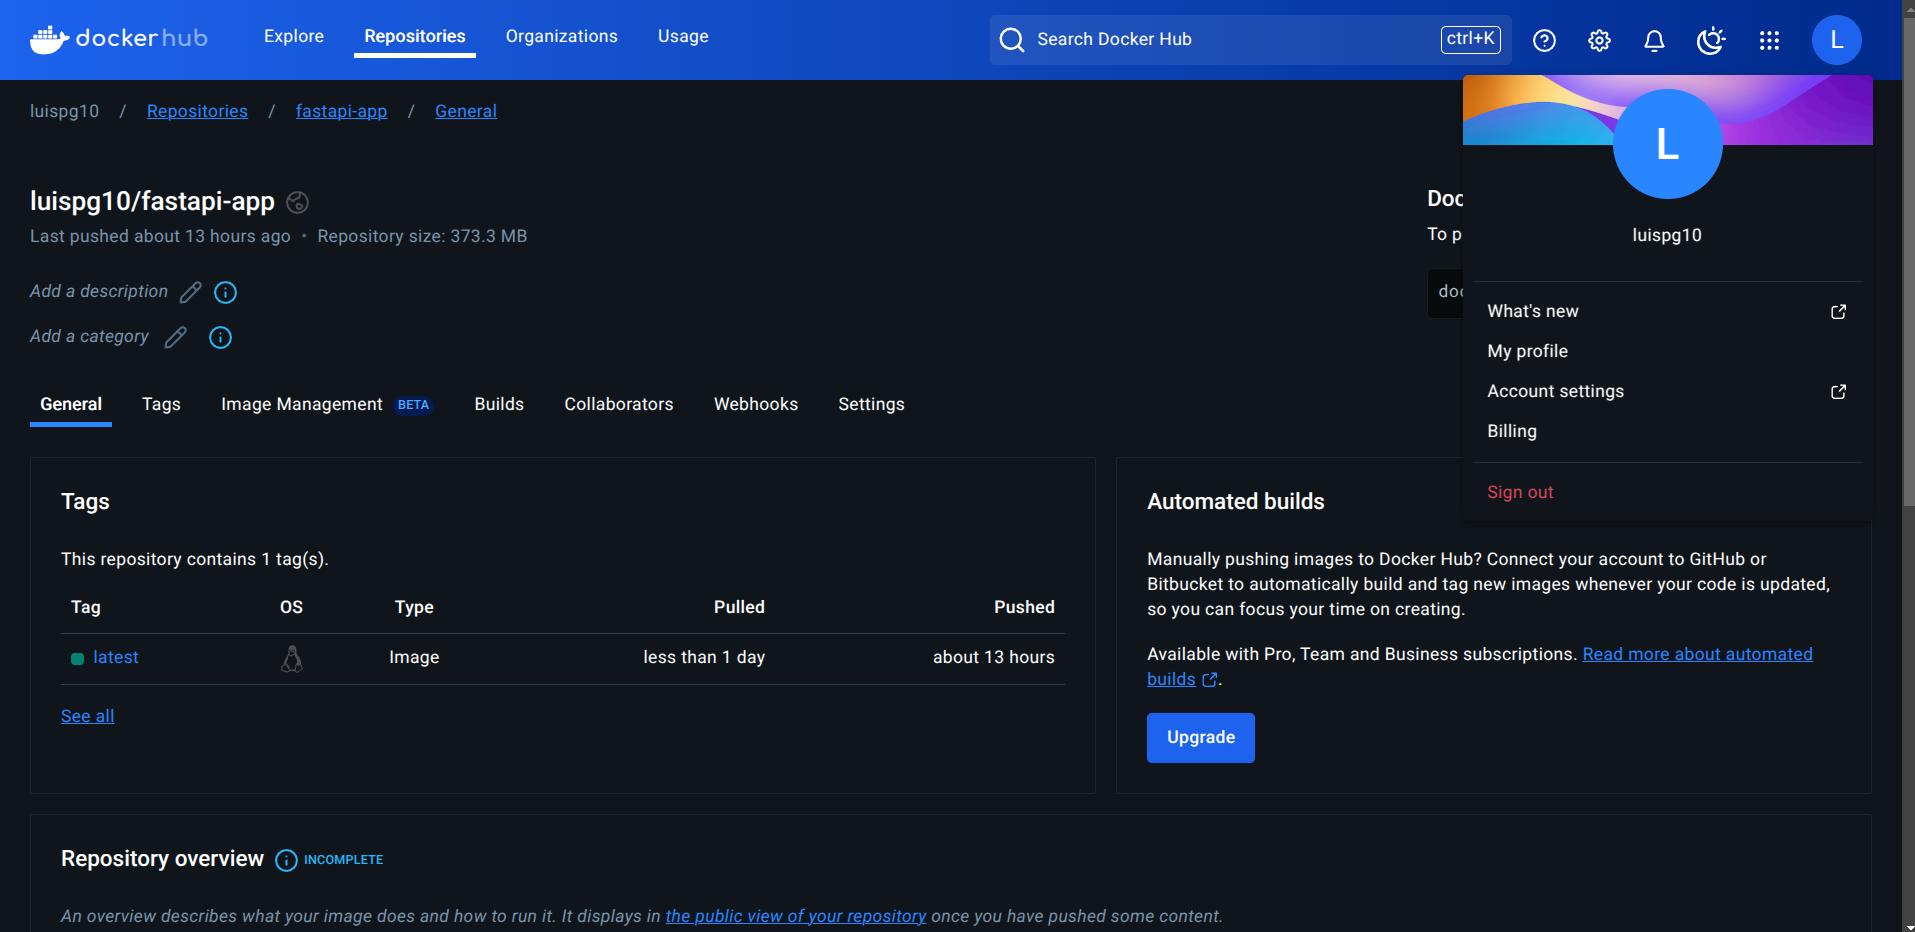 docker hub
Explore
Repositories
Organizations
Usage
Search Docker Hub
ctrl+K
L
luispg10 / Repositories / fastapi-app / General
L
luispg10/fastapi-app
Last pushed about 13 hours ago • Repository size: 373.3 MB
Doc
To p
doc
luispg10
Add a description
Add a category
What's new
My profile
Account settings
Billing
Sign out
General
Tags
Image Management BETA
Builds
Collaborators
Webhooks
Settings
Tags
This repository contains 1 tag(s).
Tag OS Type Pulled Pushed
latest Image less than 1 day about 13 hours
See all
Automated builds
Manually pushing images to Docker Hub? Connect your account to GitHub or
Bitbucket to automatically build and tag new images whenever your code is updated,
so you can focus your time on creating.
Available with Pro, Team and Business subscriptions. Read more about automated
builds .
Upgrade
Repository overview INCOMPLETE
An overview describes what your image does and how to run it. It displays in the public view of your repository once you have pushed some content.